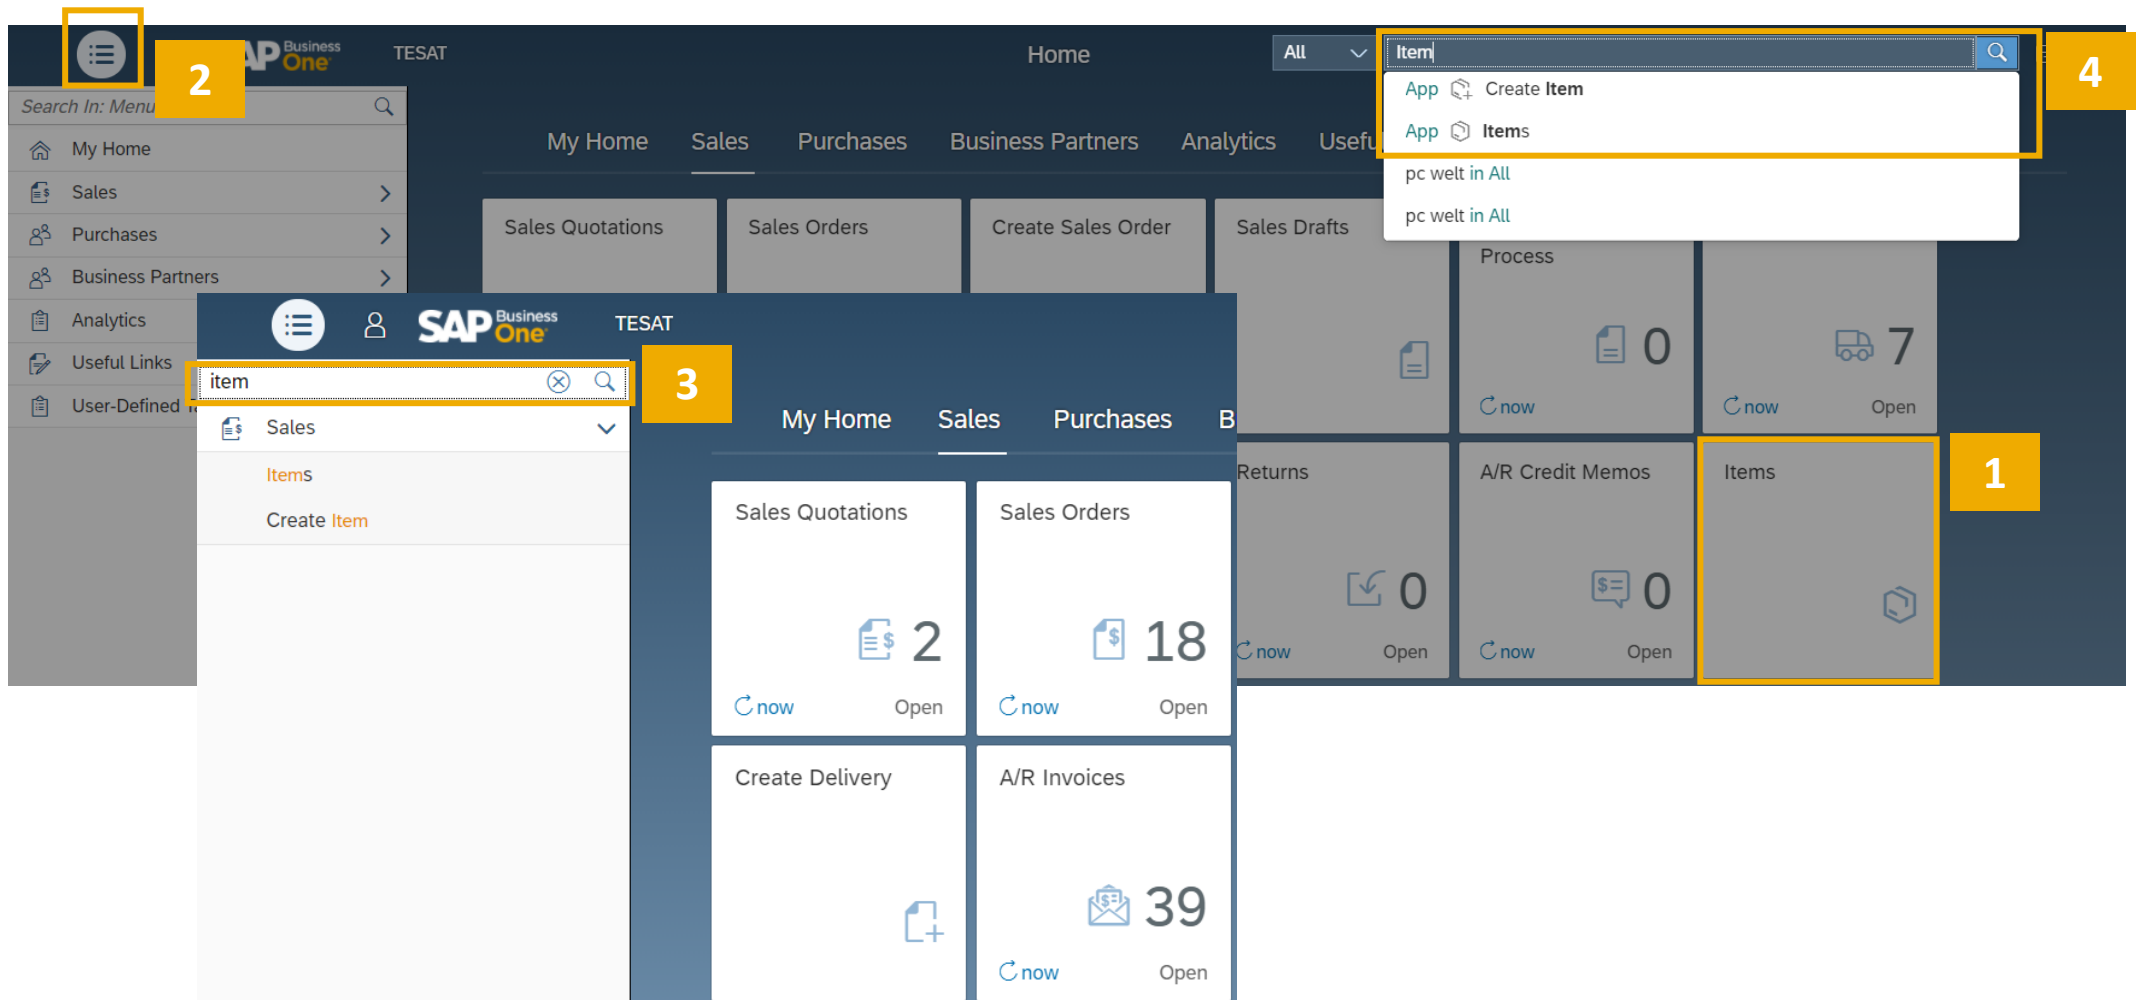 2
SAP Business One
TESAT
Home
All
Item
4
Search In: Menu
App Create Item
App Items
pc welt in All
pc welt in All
My Home
Sales
Purchases
Business Partners
Analytics
Useful Links
User-Defined
My Home Sales Purchases Business Partners Analytics Usefu
Sales Quotations
Sales Orders
Create Sales Order
Sales Drafts
Process
0
now
7
now Open
Returns
0
now Open
A/R Credit Memos
0
now Open
Items
1
SAP Business One
TESAT
item
3
Sales
Items
Create Item
My Home Sales Purchases B
Sales Quotations
2
now Open
Sales Orders
18
now Open
Create Delivery
A/R Invoices
39
now Open